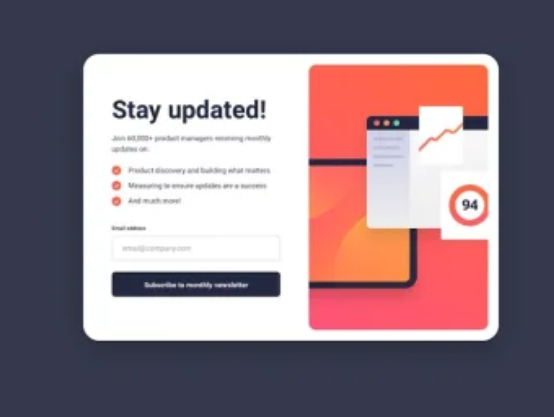 Stay updated!
Join 60,000+ product managers receiving monthly
updates on:
Product discovery and building what matters
Measuring to ensure updates are a success
And much more!
Email address
email@company.com
Subscribe to monthly newsletter
94